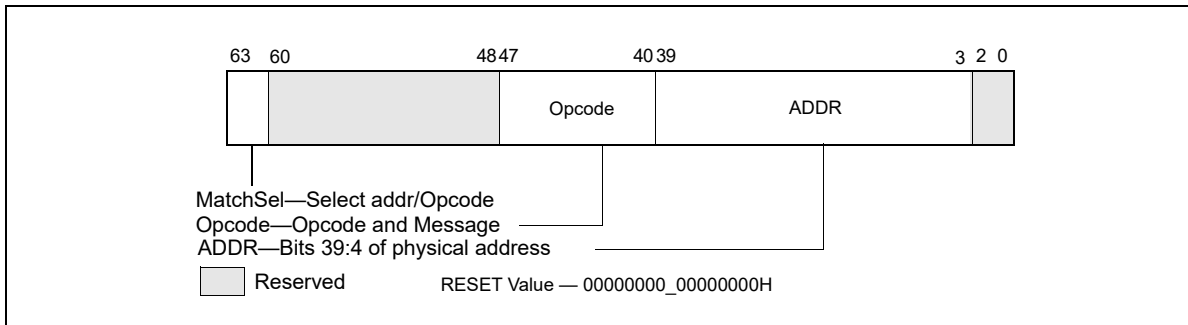 63 60 48 47 40 39 3 2 0
Opcode ADDR
MatchSel—Select addr/Opcode
Opcode—Opcode and Message
ADDR—Bits 39:4 of physical address
Reserved RESET Value — 00000000_00000000H